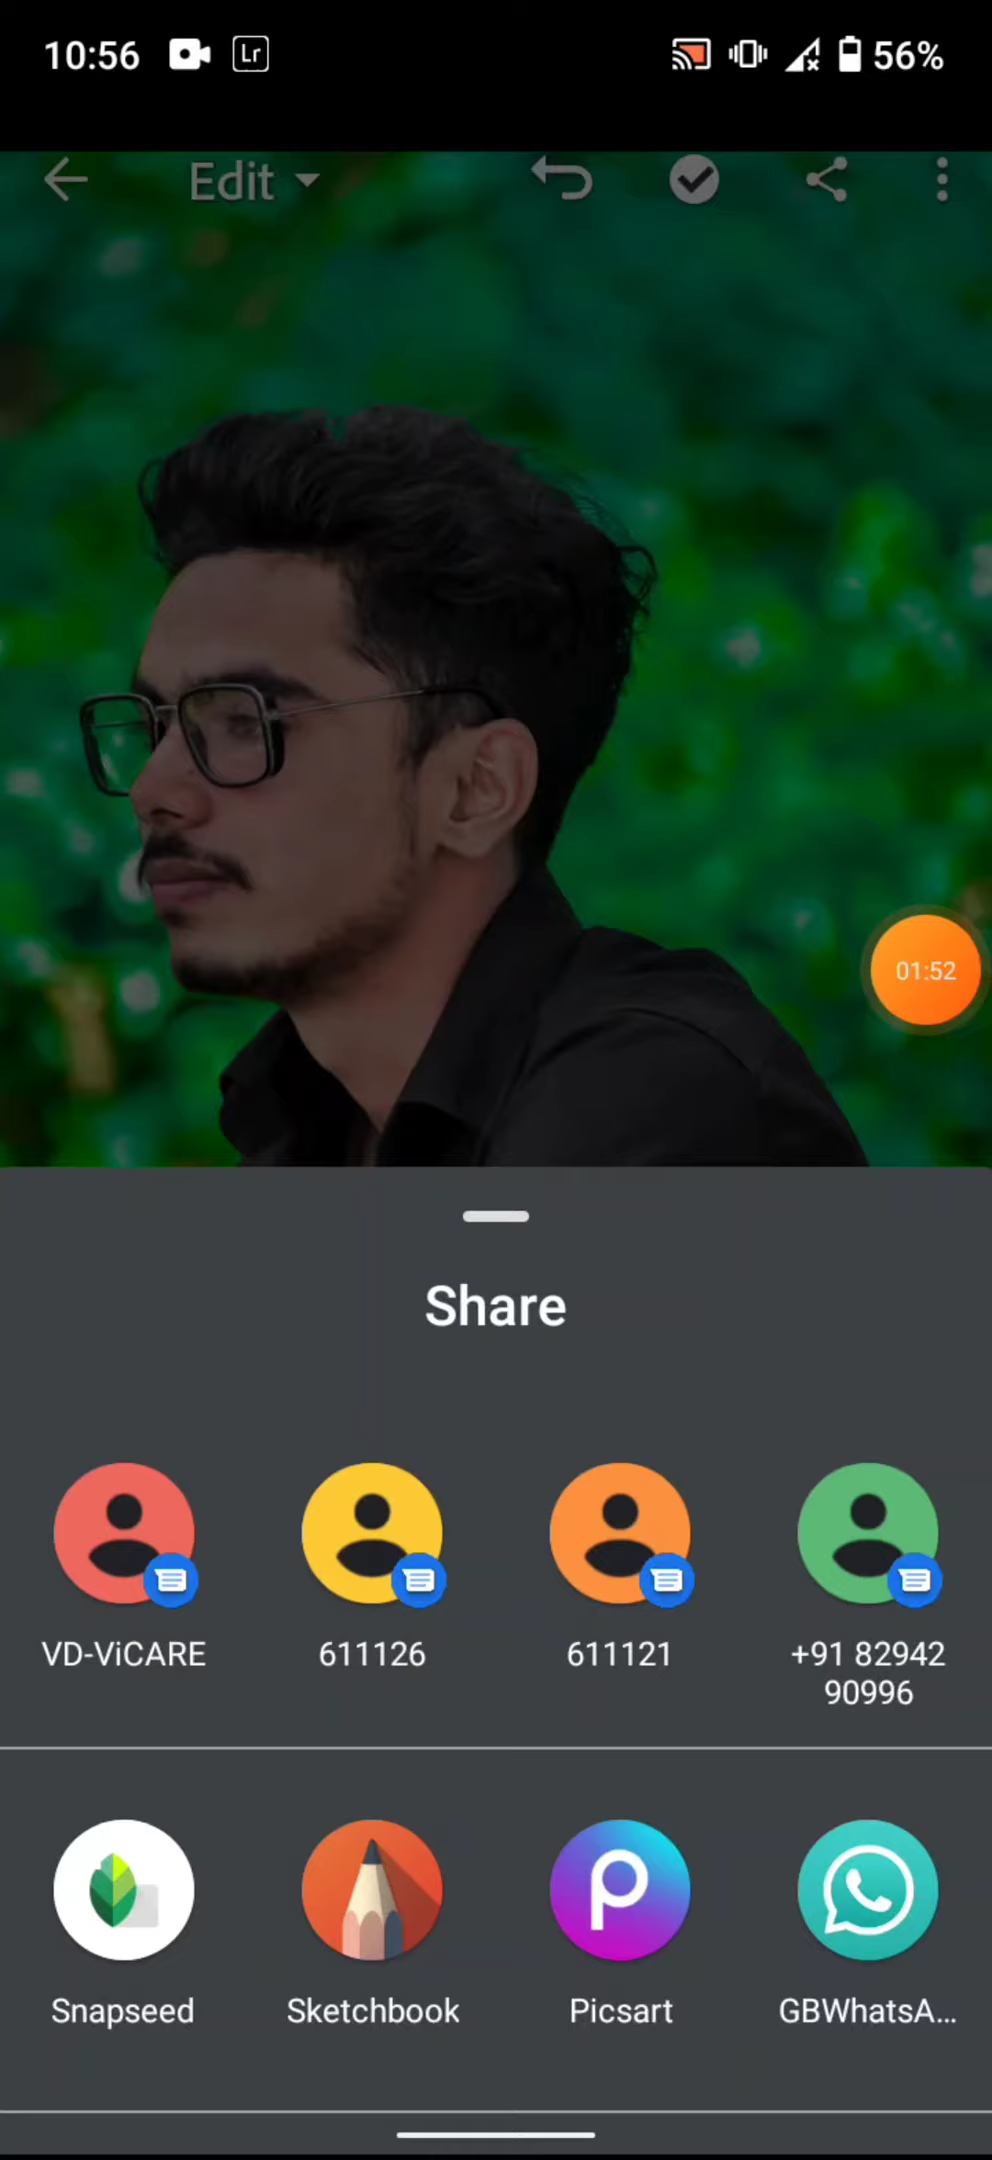 10:56 Lr 56%
Edit
01:52
Share
VD-ViCARE 611126 611121 +91 82942
90996
Snapseed Sketchbook Picsart GBWhatsA...